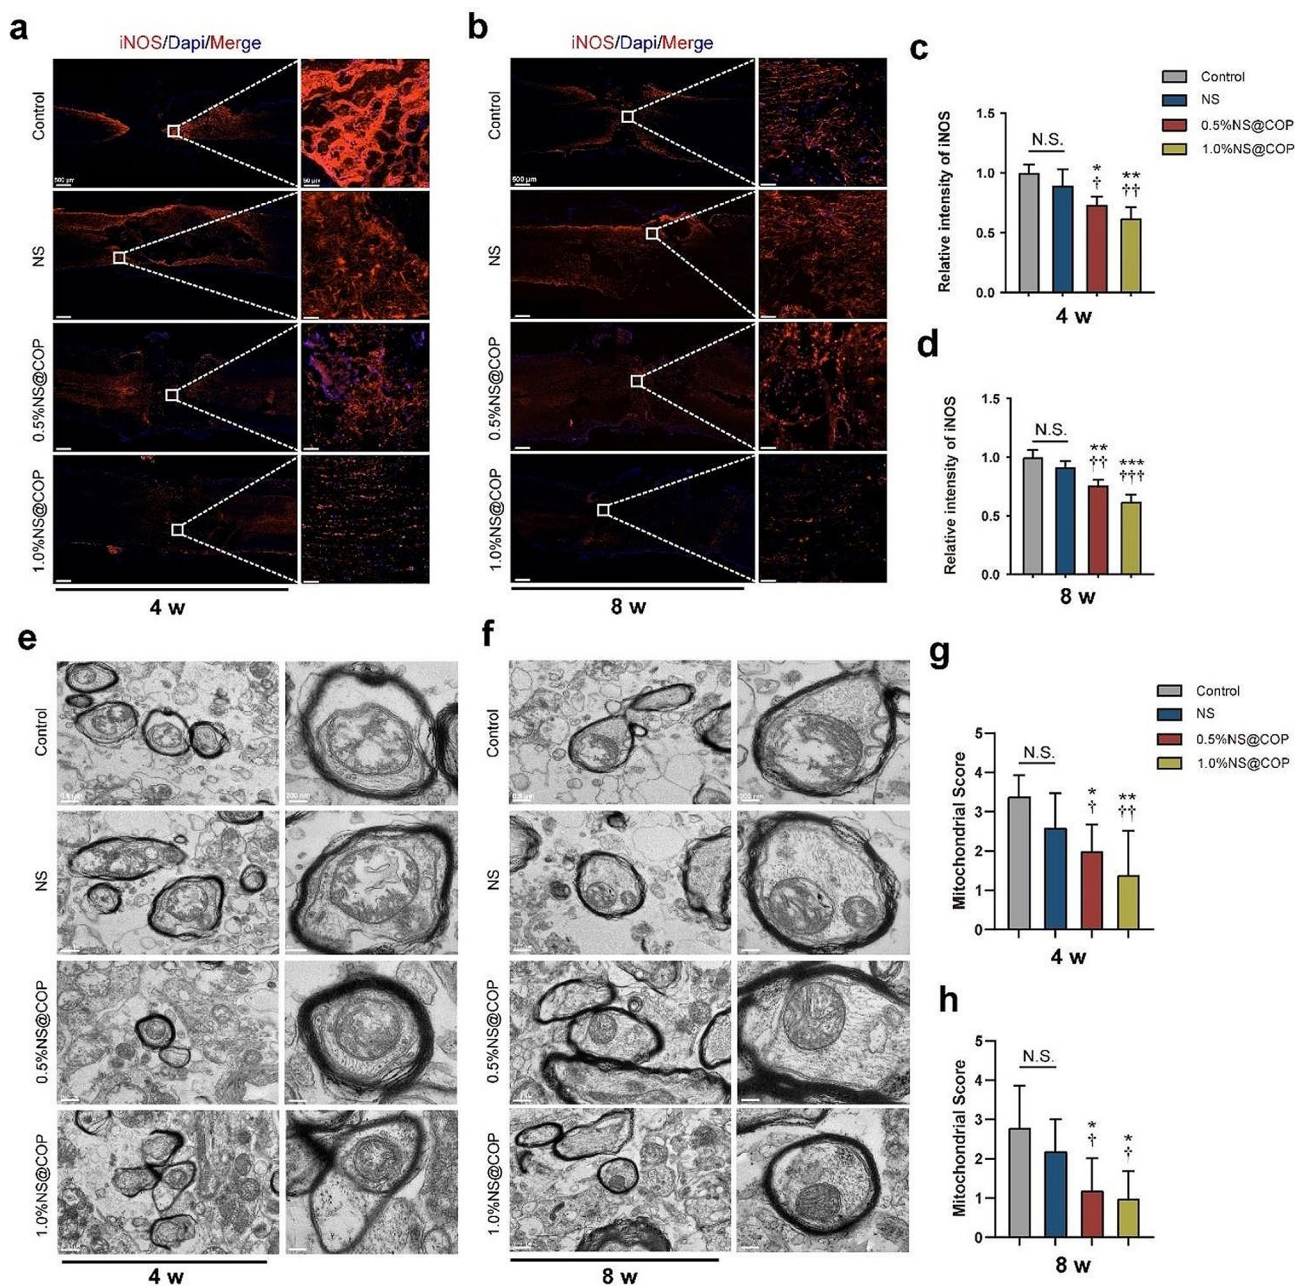 a
iNOS/Dapi/Merge
Control
500 μm
50 μm
NS
0.5%NS@COP
1.0%NS@COP
4 w
b
iNOS/Dapi/Merge
Control
500 μm
NS
0.5%NS@COP
1.0%NS@COP
8 w
c
Control
NS
0.5%NS@COP
1.0%NS@COP
Relative intensity of iNOS
1.5
1.0
0.5
0.0
N.S.
*
†
**
††
4 w
d
Relative intensity of iNOS
1.5
1.0
0.5
0.0
N.S.
**
††
***
†††
8 w
e
Control
200 nm
NS
0.5%NS@COP
1.0%NS@COP
4 w
f
Control
NS
0.5%NS@COP
1.0%NS@COP
8 w
g
Control
NS
0.5%NS@COP
1.0%NS@COP
Mitochondrial Score
5
4
3
2
1
0
N.S.
*
†
**
††
4 w
h
Mitochondrial Score
5
4
3
2
1
0
N.S.
*
†
*
†
8 w